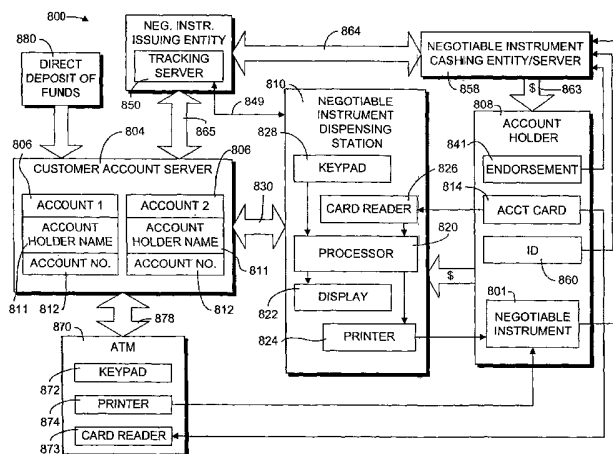 800
880
DIRECT
DEPOSIT OF
FUNDS
NEG. INSTR.
ISSUING ENTITY
TRACKING
SERVER
850
864
NEGOTIABLE INSTRUMENT
CASHING ENTITY/SERVER
858
$
863
849
865
806
804
806
CUSTOMER ACCOUNT SERVER
ACCOUNT 1
ACCOUNT
HOLDER NAME
ACCOUNT NO.
ACCOUNT 2
ACCOUNT
HOLDER NAME
ACCOUNT NO.
811
812
812
811
830
810
NEGOTIABLE
INSTRUMENT
DISPENSING
STATION
828
826
KEYPAD
CARD READER
PROCESSOR
820
DISPLAY
822
824
PRINTER
$
808
ACCOUNT
HOLDER
841
ENDORSEMENT
814
ACCT CARD
ID
860
801
NEGOTIABLE
INSTRUMENT
870
878
ATM
KEYPAD
872
PRINTER
874
CARD READER
873